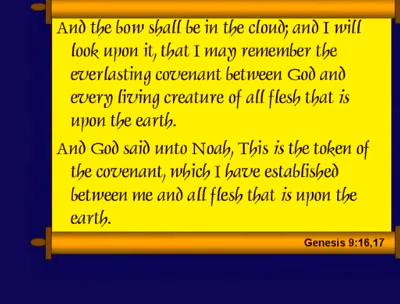 And the bow shall be in the cloud; and I will
look upon it, that I may remember the
everlasting covenant between God and
every living creature of all flesh that is
upon the earth.
And God said unto Noah, This is the token of
the covenant, which I have established
between me and all flesh that is upon the
earth.
Genesis 9:16,17